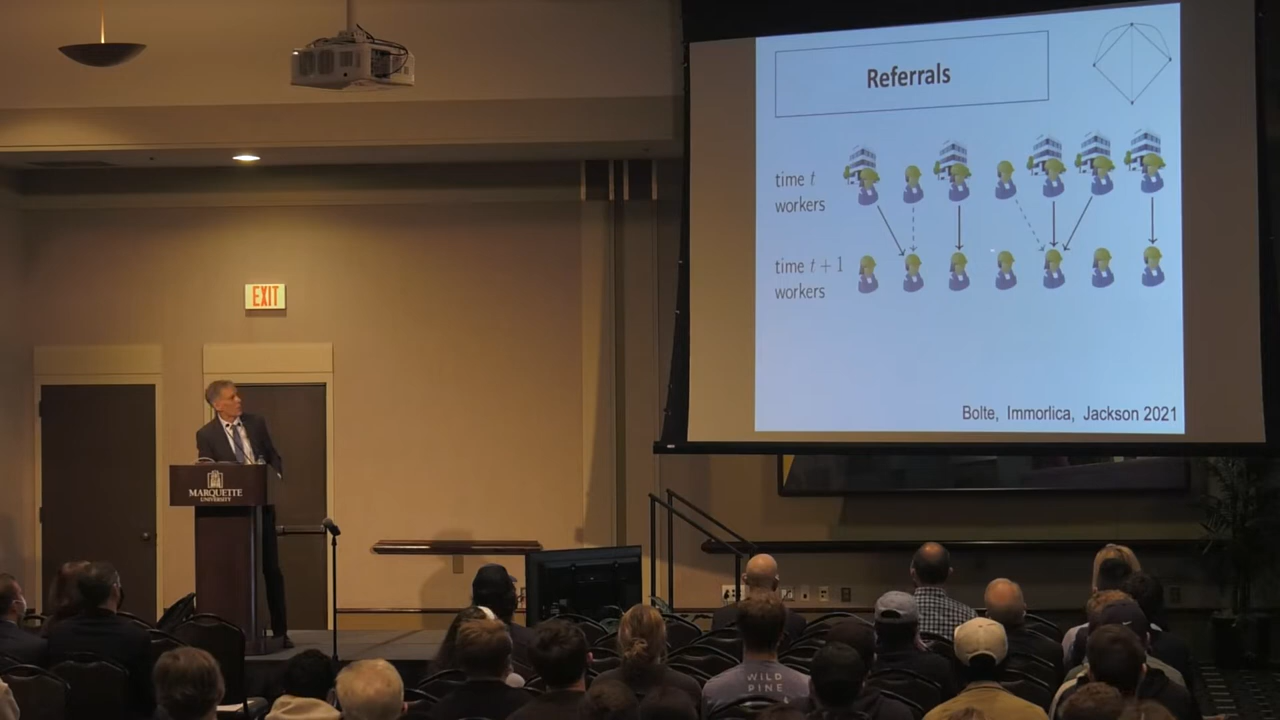 Referrals
time t
workers
time t + 1
workers
Bolte, Immorlica, Jackson 2021
EXIT
MARQUETTE
UNIVERSITY
WILD
PINE